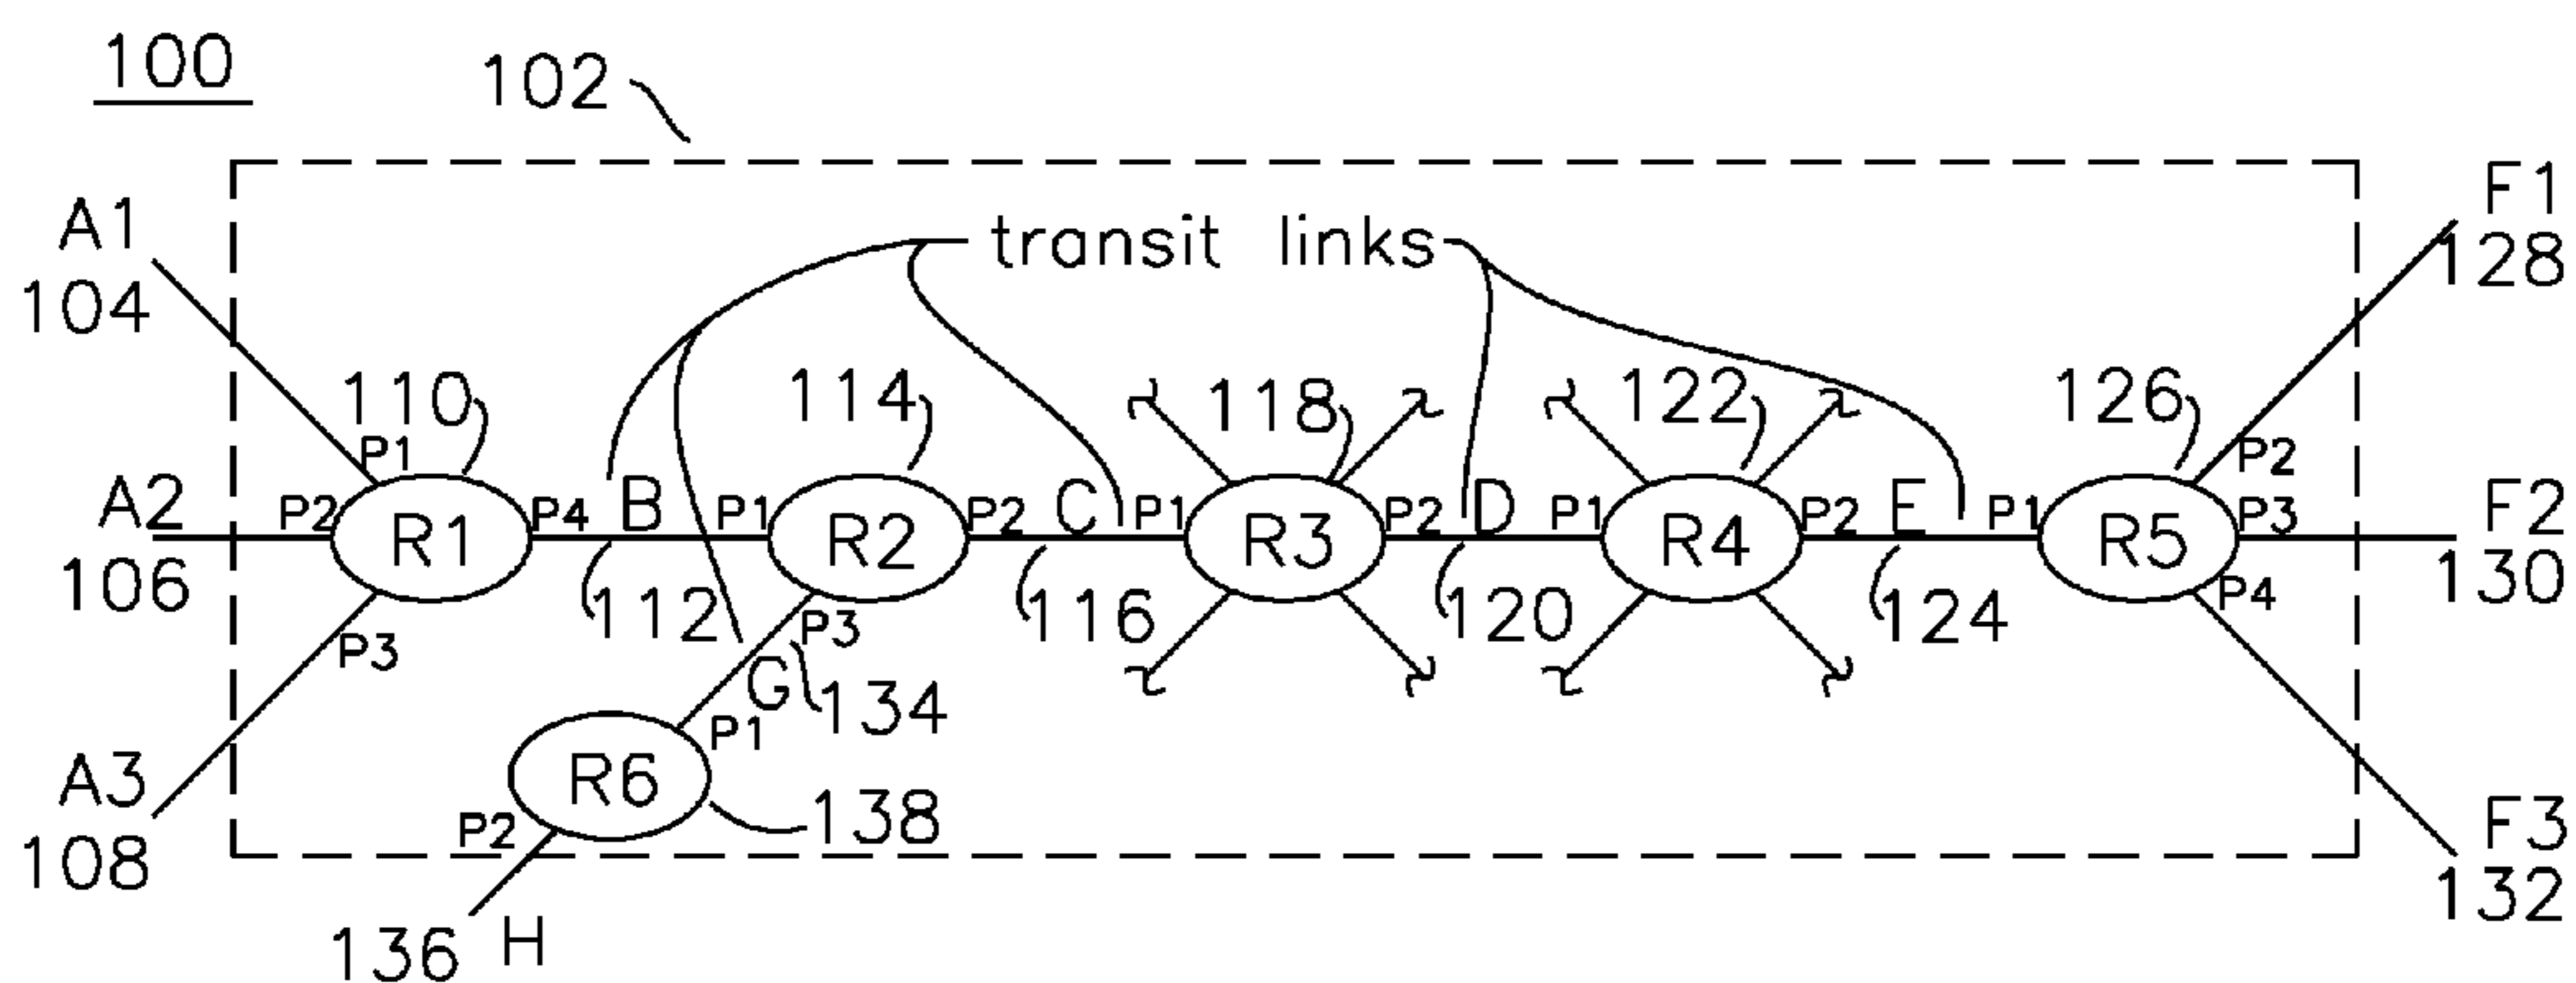 100
102
A1
104
F1
128
transit links
110
114
118
122
126
P1
P2
A2
106
P2
R1
P4
B
P1
R2
P2
C
P1
R3
P2
D
P1
R4
P2
E
P1
R5
P3
F2
130
112
116
120
124
P3
P3
P4
G
134
P1
R6
A3
108
P2
138
F3
132
136
H